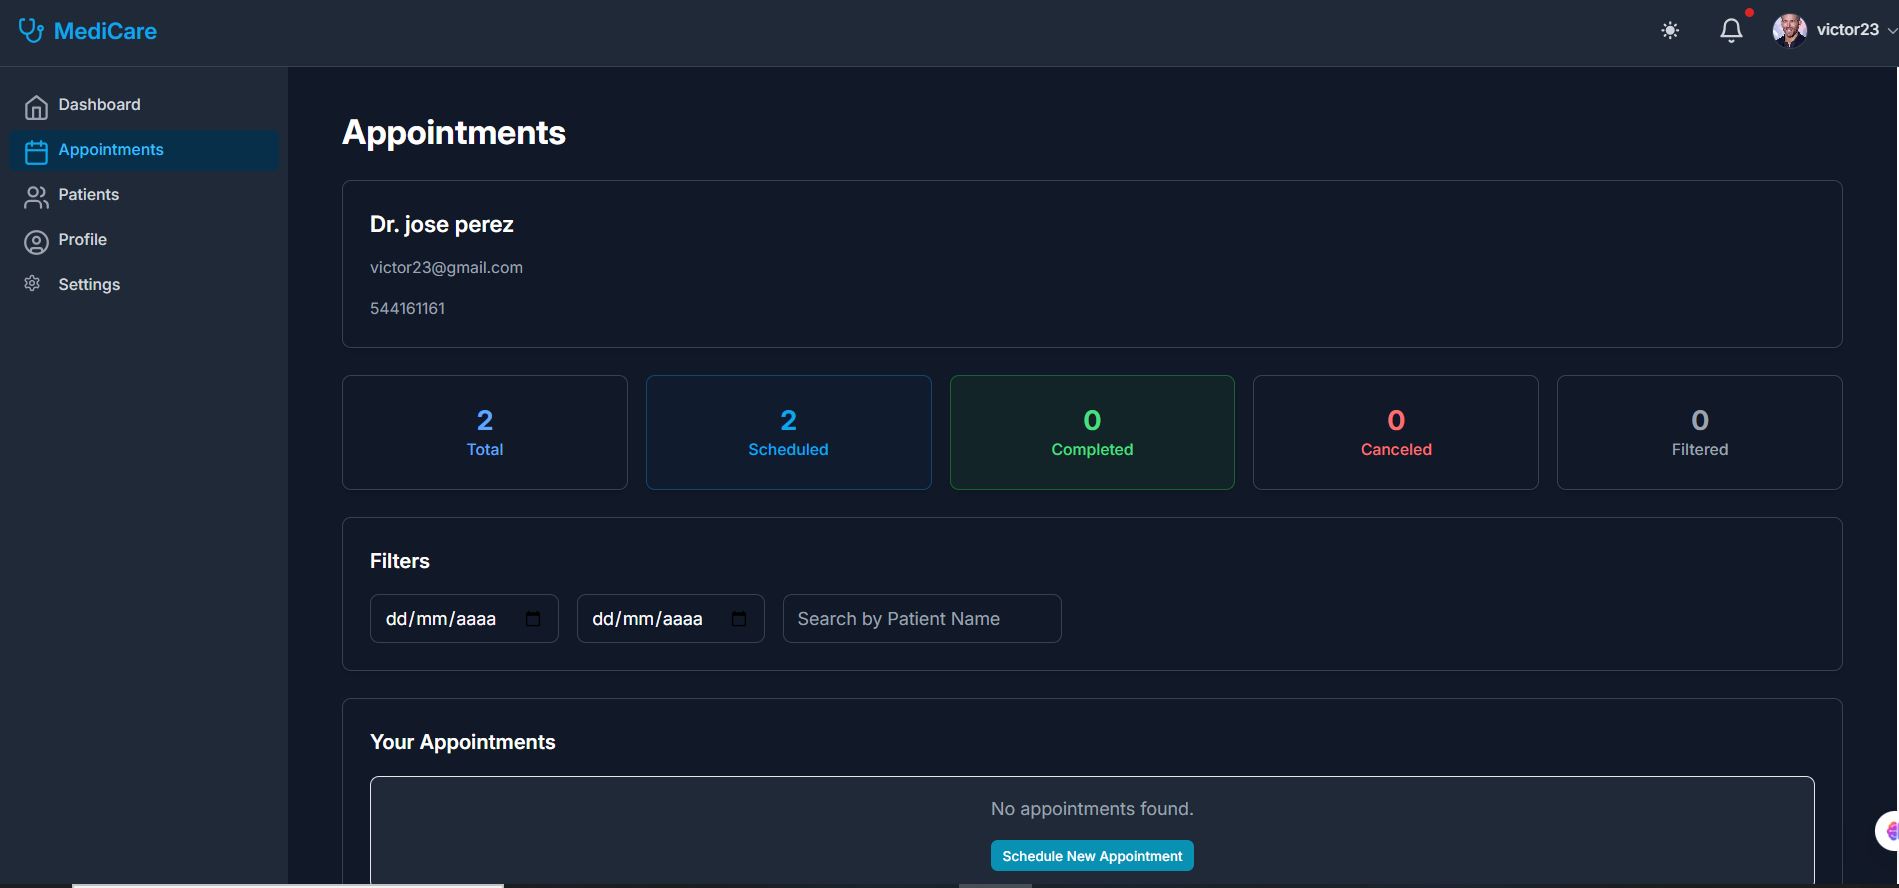 MediCare
victor23
Dashboard
Appointments
Patients
Profile
Settings
Appointments
Dr. jose perez
victor23@gmail.com
544161161
2
Total
2
Scheduled
0
Completed
0
Canceled
0
Filtered
Filters
dd/mm/aaaa
dd/mm/aaaa
Search by Patient Name
Your Appointments
No appointments found.
Schedule New Appointment